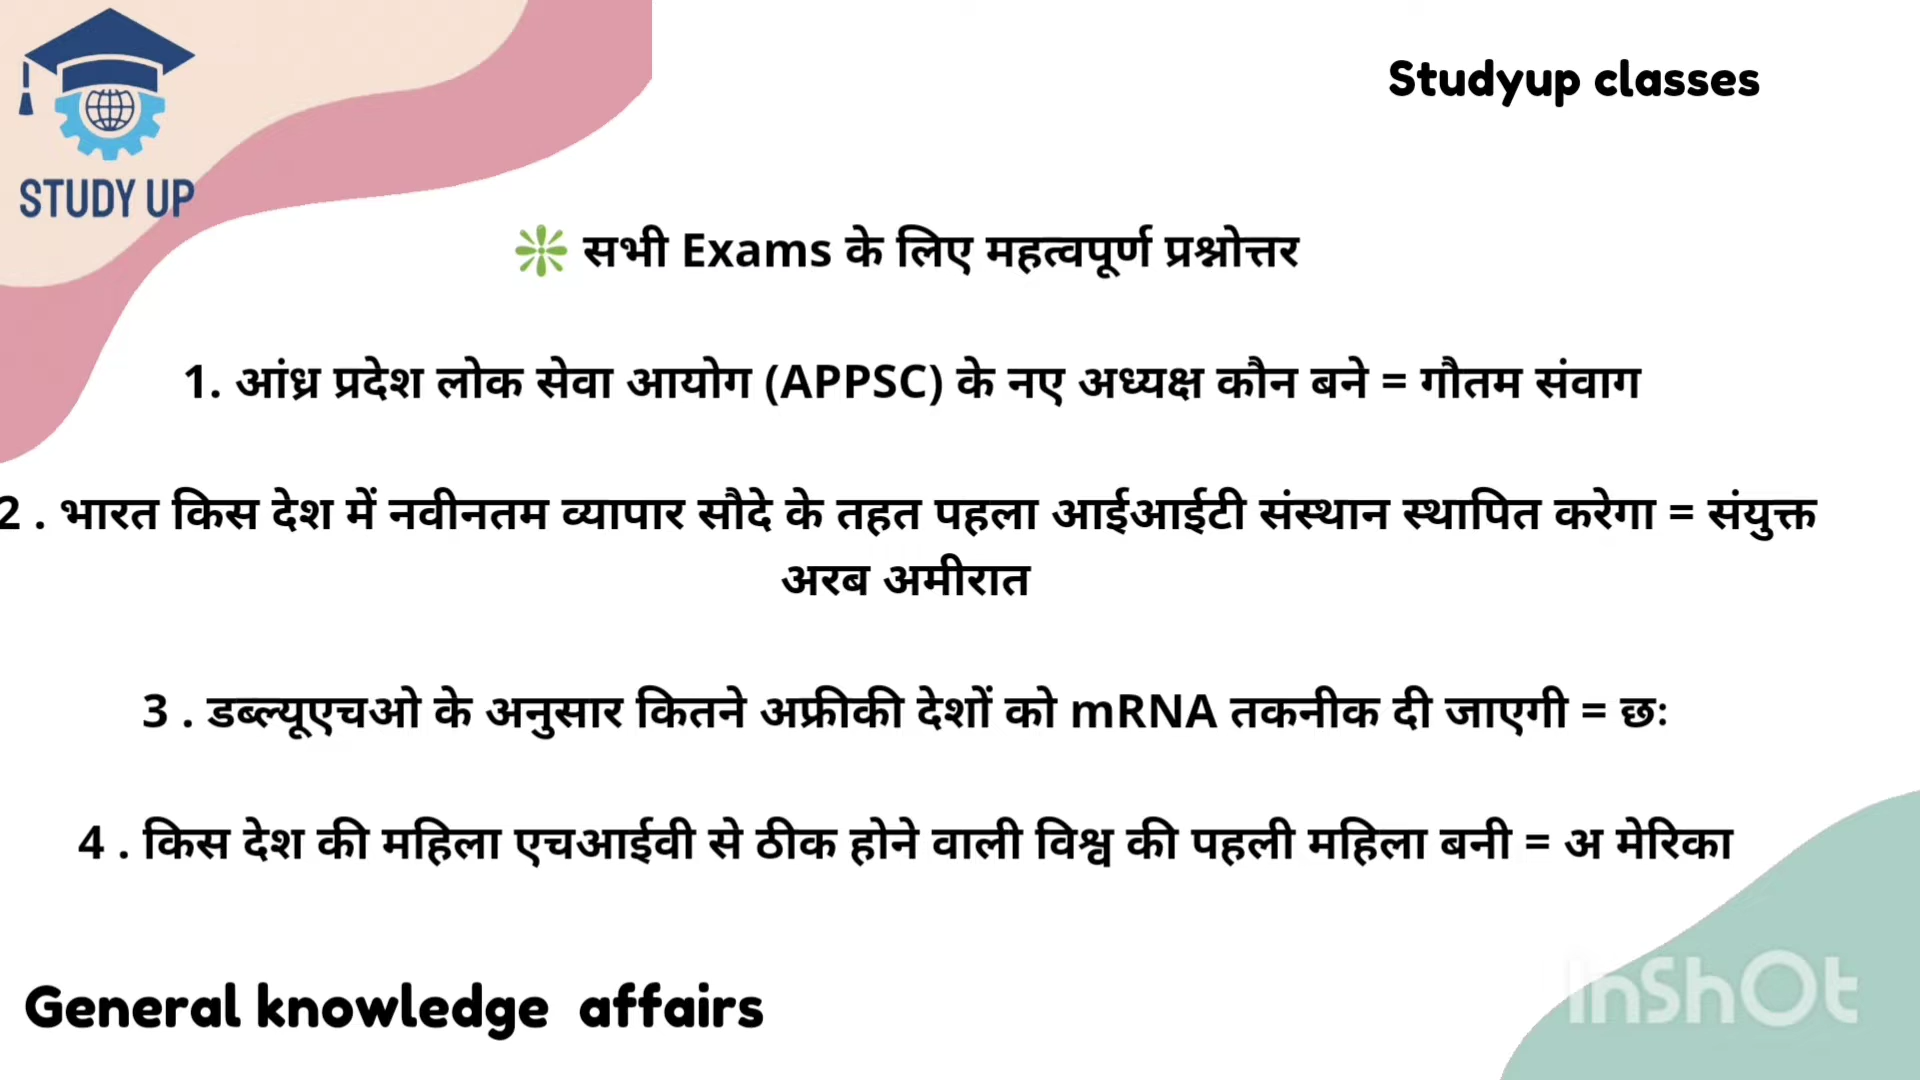 STUDY UP
Studyup classes
सभी Exams के लिए महत्वपूर्ण प्रश्नोत्तर
1. आंध्र प्रदेश लोक सेवा आयोग (APPSC) के नए अध्यक्ष कौन बने = गौतम संवाग
2 . भारत किस देश में नवीनतम व्यापार सौदे के तहत पहला आईआईटी संस्थान स्थापित करेगा = संयुक्त
अरब अमीरात
3 . डब्ल्यूएचओ के अनुसार कितने अफ्रीकी देशों को mRNA तकनीक दी जाएगी = छः
4 . किस देश की महिला एचआईवी से ठीक होने वाली विश्व की पहली महिला बनी = अ मेरिका
General knowledge affairs
InShOt